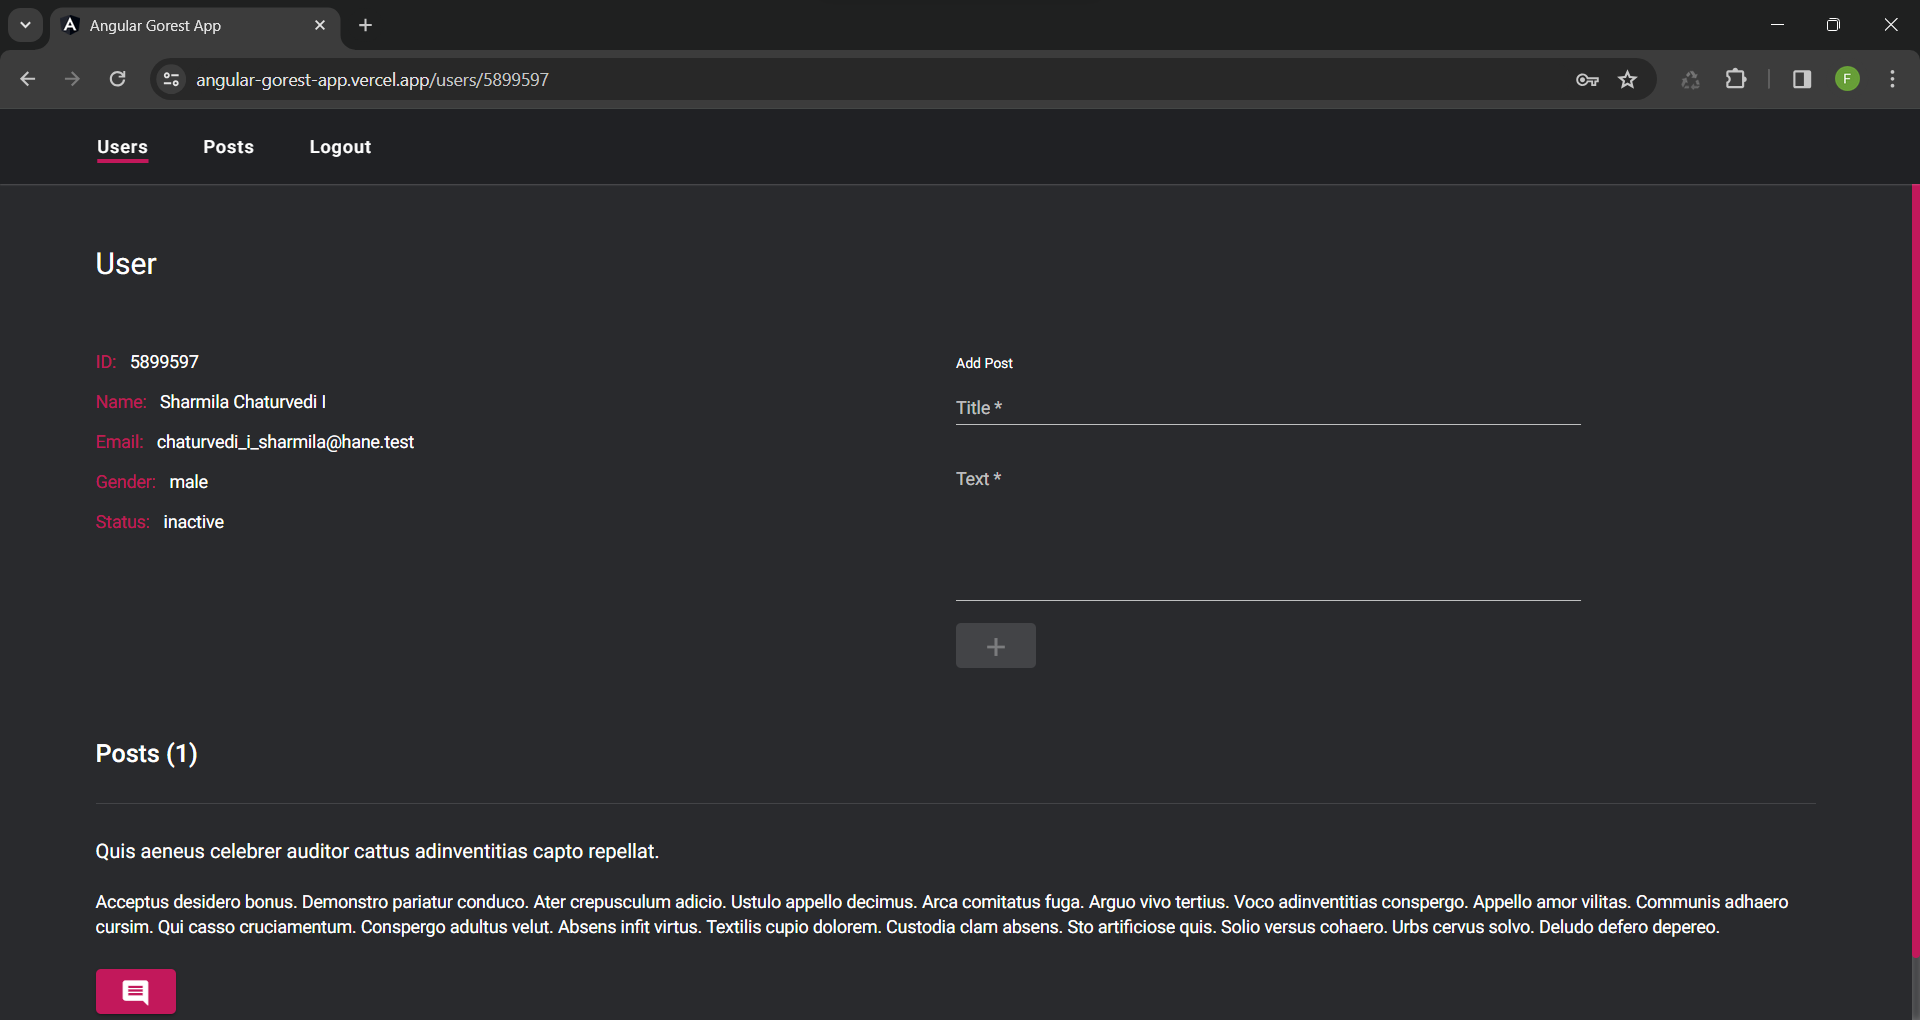 Angular Gorest App
angular-gorest-app.vercel.app/users/5899597
F
Users Posts Logout
User
ID: 5899597
Name: Sharmila Chaturvedi I
Email: chaturvedi_i_sharmila@hane.test
Gender: male
Status: inactive
Add Post
Title *
Text *
Posts (1)
Quis aeneus celebrer auditor cattus adinventitias capto repellat.
Acceptus desidero bonus. Demonstro pariatur conduco. Ater crepusculum adicio. Ustulo appello decimus. Arca comitatus fuga. Arguo vivo tertius. Voco adinventitias conspergo. Appello amor vilitas. Communis adhaero
cursim. Qui casso cruciamentum. Conspergo adultus velut. Absens infit virtus. Textilis cupio dolorem. Custodia clam absens. Sto artificiose quis. Solio versus cohaero. Urbs cervus solvo. Deludo defero depereo.